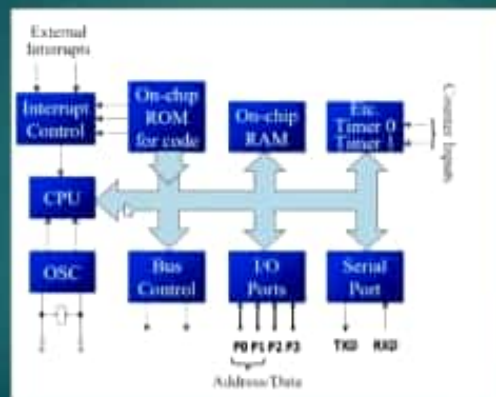 External
Interrupts
Interrupt
Control
On-chip
ROM
for code
On-chip
RAM
Etc.
Timer 0
Timer 1
Counter Inputs
CPU
OSC
Bus
Control
I/O
Ports
Serial
Port
P0 P1 P2 P3
TXD RXD
Address/Data